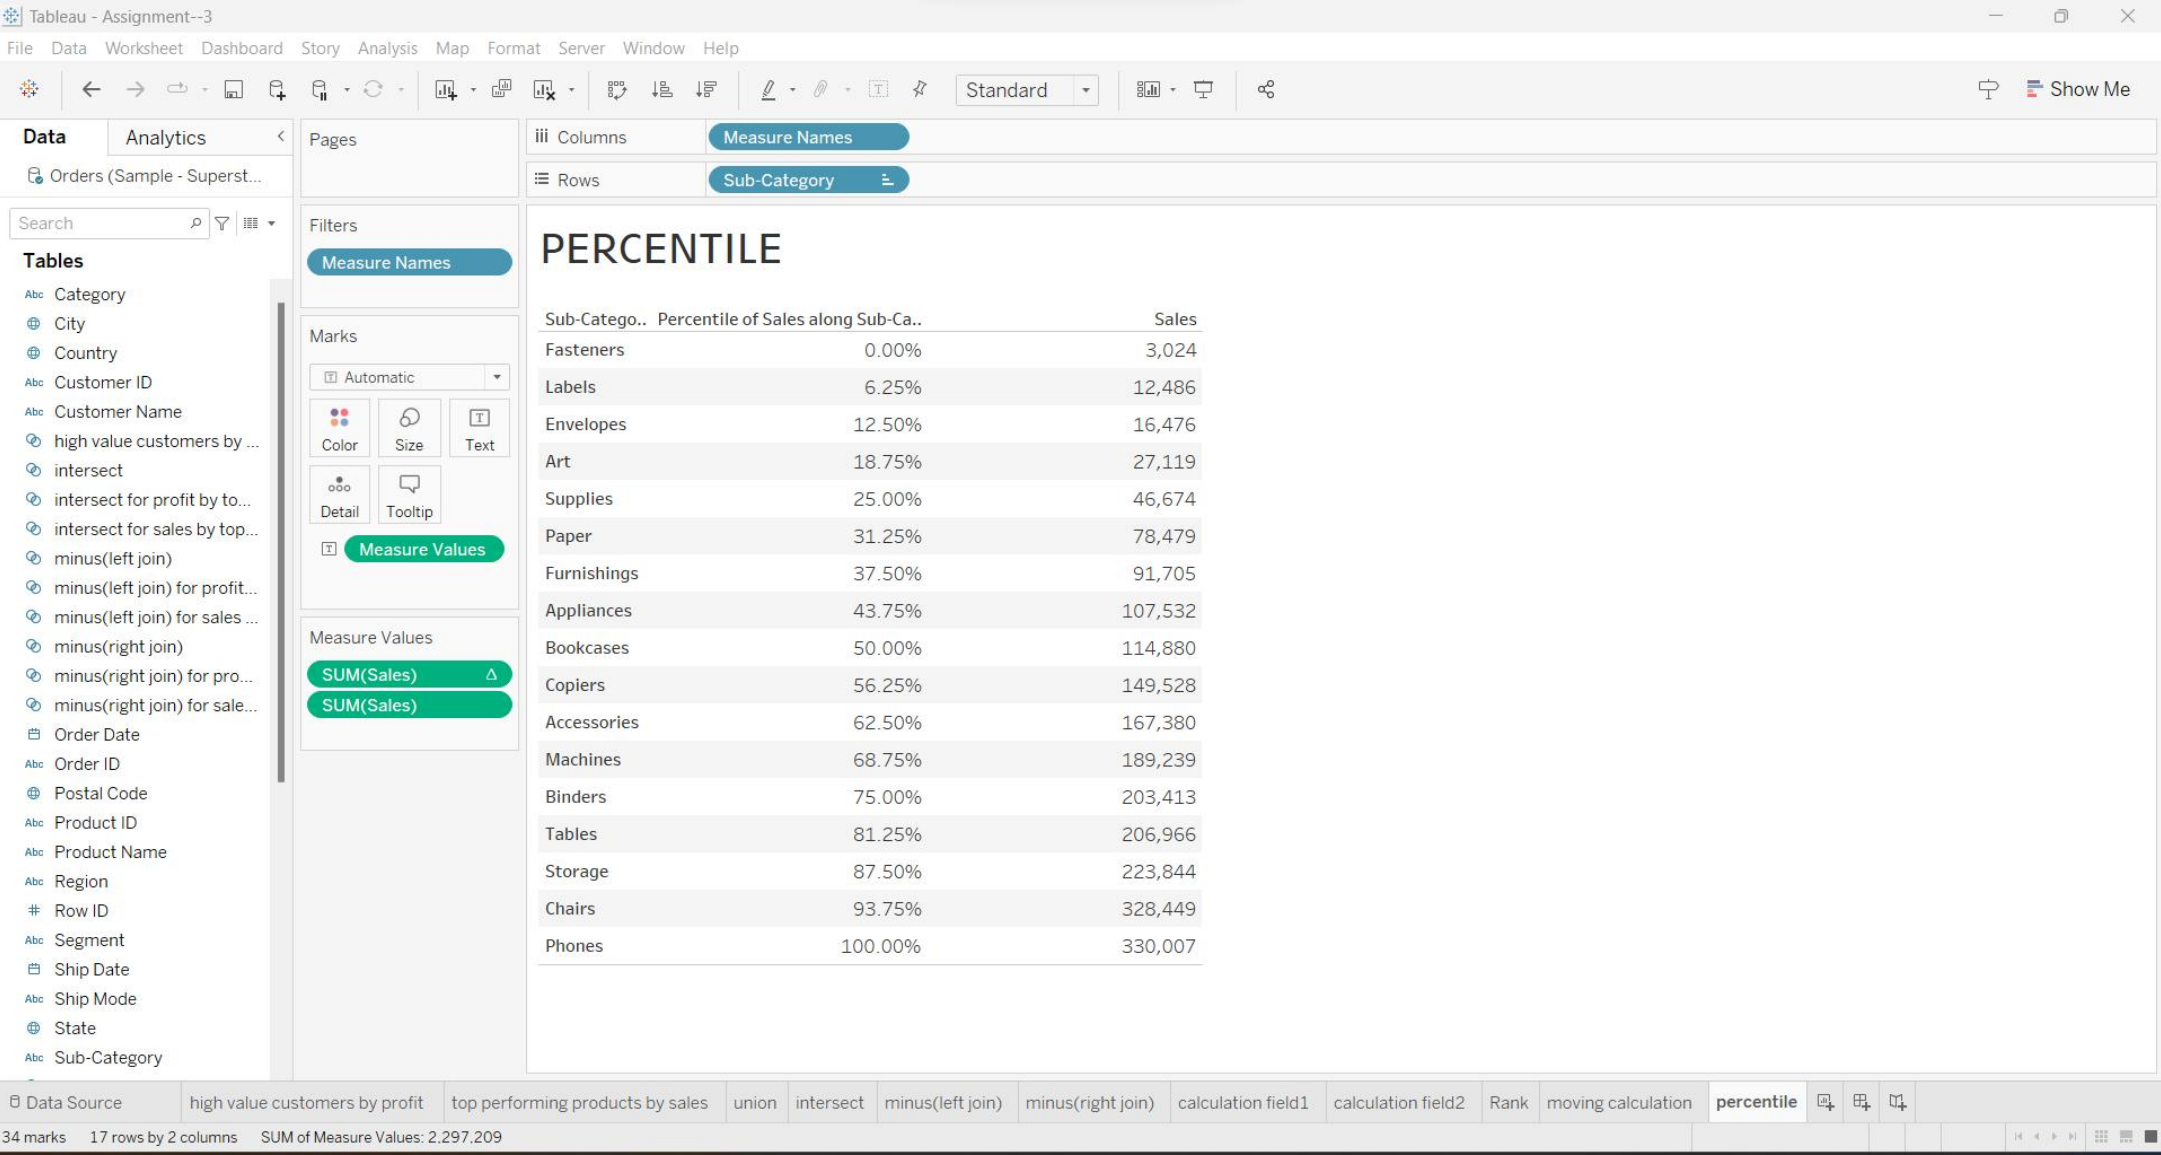 Tableau - Assignment--3
File Data Worksheet Dashboard Story Analysis Map Format Server Window Help
Standard
Show Me
Data Analytics
Orders (Sample - Superst...
Search
Tables
Abc Category
City
Country
Abc Customer ID
Abc Customer Name
high value customers by ...
intersect
intersect for profit by to...
intersect for sales by top...
minus(left join)
minus(left join) for profit...
minus(left join) for sales ...
minus(right join)
minus(right join) for pro...
minus(right join) for sale...
Order Date
Abc Order ID
Postal Code
Abc Product ID
Abc Product Name
Abc Region
# Row ID
Abc Segment
Ship Date
Abc Ship Mode
State
Abc Sub-Category
Pages
Filters
Measure Names
Marks
T Automatic
Color Size T Text
Detail Tooltip
T Measure Values
Measure Values
SUM(Sales) Δ
SUM(Sales)
iii Columns Measure Names
Rows Sub-Category
PERCENTILE
Sub-Catego.. Percentile of Sales along Sub-Ca.. Sales
Fasteners 0.00% 3,024
Labels 6.25% 12,486
Envelopes 12.50% 16,476
Art 18.75% 27,119
Supplies 25.00% 46,674
Paper 31.25% 78,479
Furnishings 37.50% 91,705
Appliances 43.75% 107,532
Bookcases 50.00% 114,880
Copiers 56.25% 149,528
Accessories 62.50% 167,380
Machines 68.75% 189,239
Binders 75.00% 203,413
Tables 81.25% 206,966
Storage 87.50% 223,844
Chairs 93.75% 328,449
Phones 100.00% 330,007
Data Source high value customers by profit top performing products by sales union intersect minus(left join) minus(right join) calculation field1 calculation field2 Rank moving calculation percentile
34 marks 17 rows by 2 columns SUM of Measure Values: 2,297,209